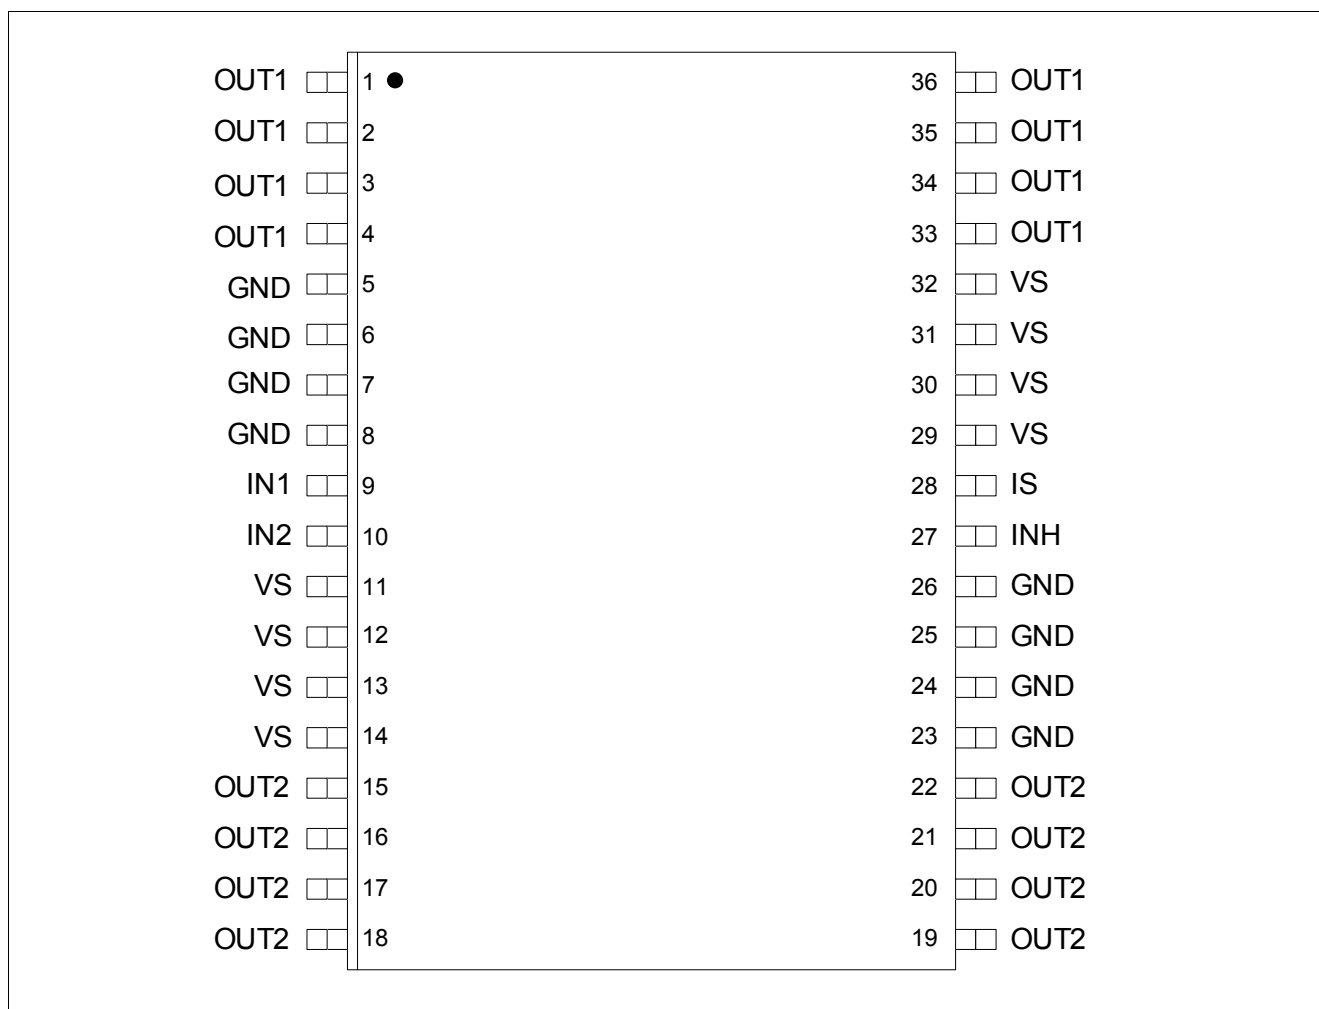 OUT1 1 36 OUT1
OUT1 2 35 OUT1
OUT1 3 34 OUT1
OUT1 4 33 OUT1
GND 5 32 VS
GND 6 31 VS
GND 7 30 VS
GND 8 29 VS
IN1 9 28 IS
IN2 10 27 INH
VS 11 26 GND
VS 12 25 GND
VS 13 24 GND
VS 14 23 GND
OUT2 15 22 OUT2
OUT2 16 21 OUT2
OUT2 17 20 OUT2
OUT2 18 19 OUT2